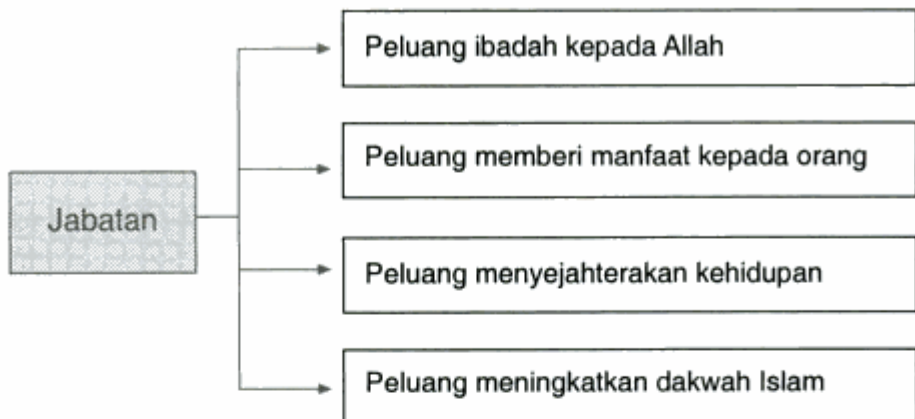 Jabatan
Peluang ibadah kepada Allah
Peluang memberi manfaat kepada orang
Peluang menyejahterakan kehidupan
Peluang meningkatkan dakwah Islam